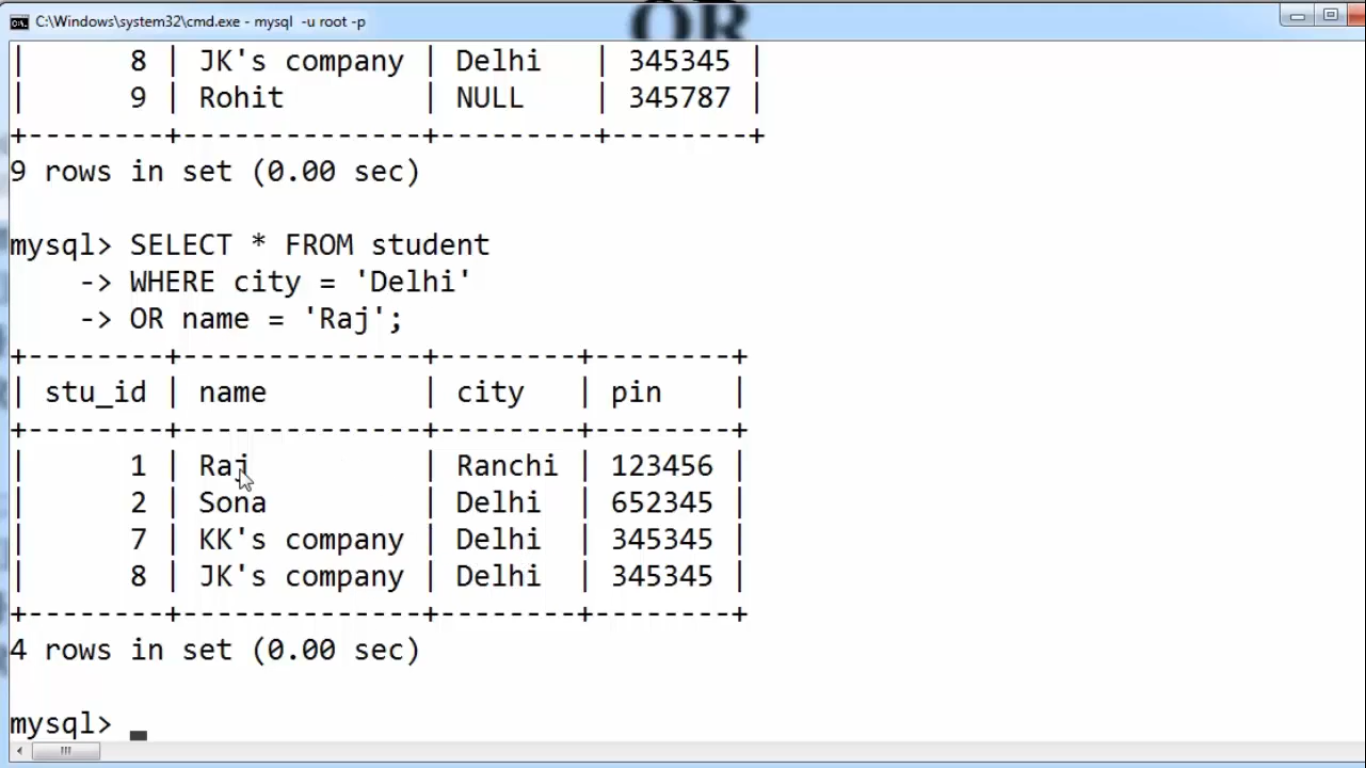 OR
C:\Windows\system32\cmd.exe - mysql -u root -p
| 8 | JK's company | Delhi | 345345 |
| 9 | Rohit | NULL | 345787 |
+--------+--------------+---------+--------+
9 rows in set (0.00 sec)
mysql> SELECT * FROM student
-> WHERE city = 'Delhi'
-> OR name = 'Raj';
+--------+--------------+--------+--------+
| stu_id | name | city | pin |
+--------+--------------+--------+--------+
| 1 | Raj | Ranchi | 123456 |
| 2 | Sona | Delhi | 652345 |
| 7 | KK's company | Delhi | 345345 |
| 8 | JK's company | Delhi | 345345 |
+--------+--------------+--------+--------+
4 rows in set (0.00 sec)
mysql>